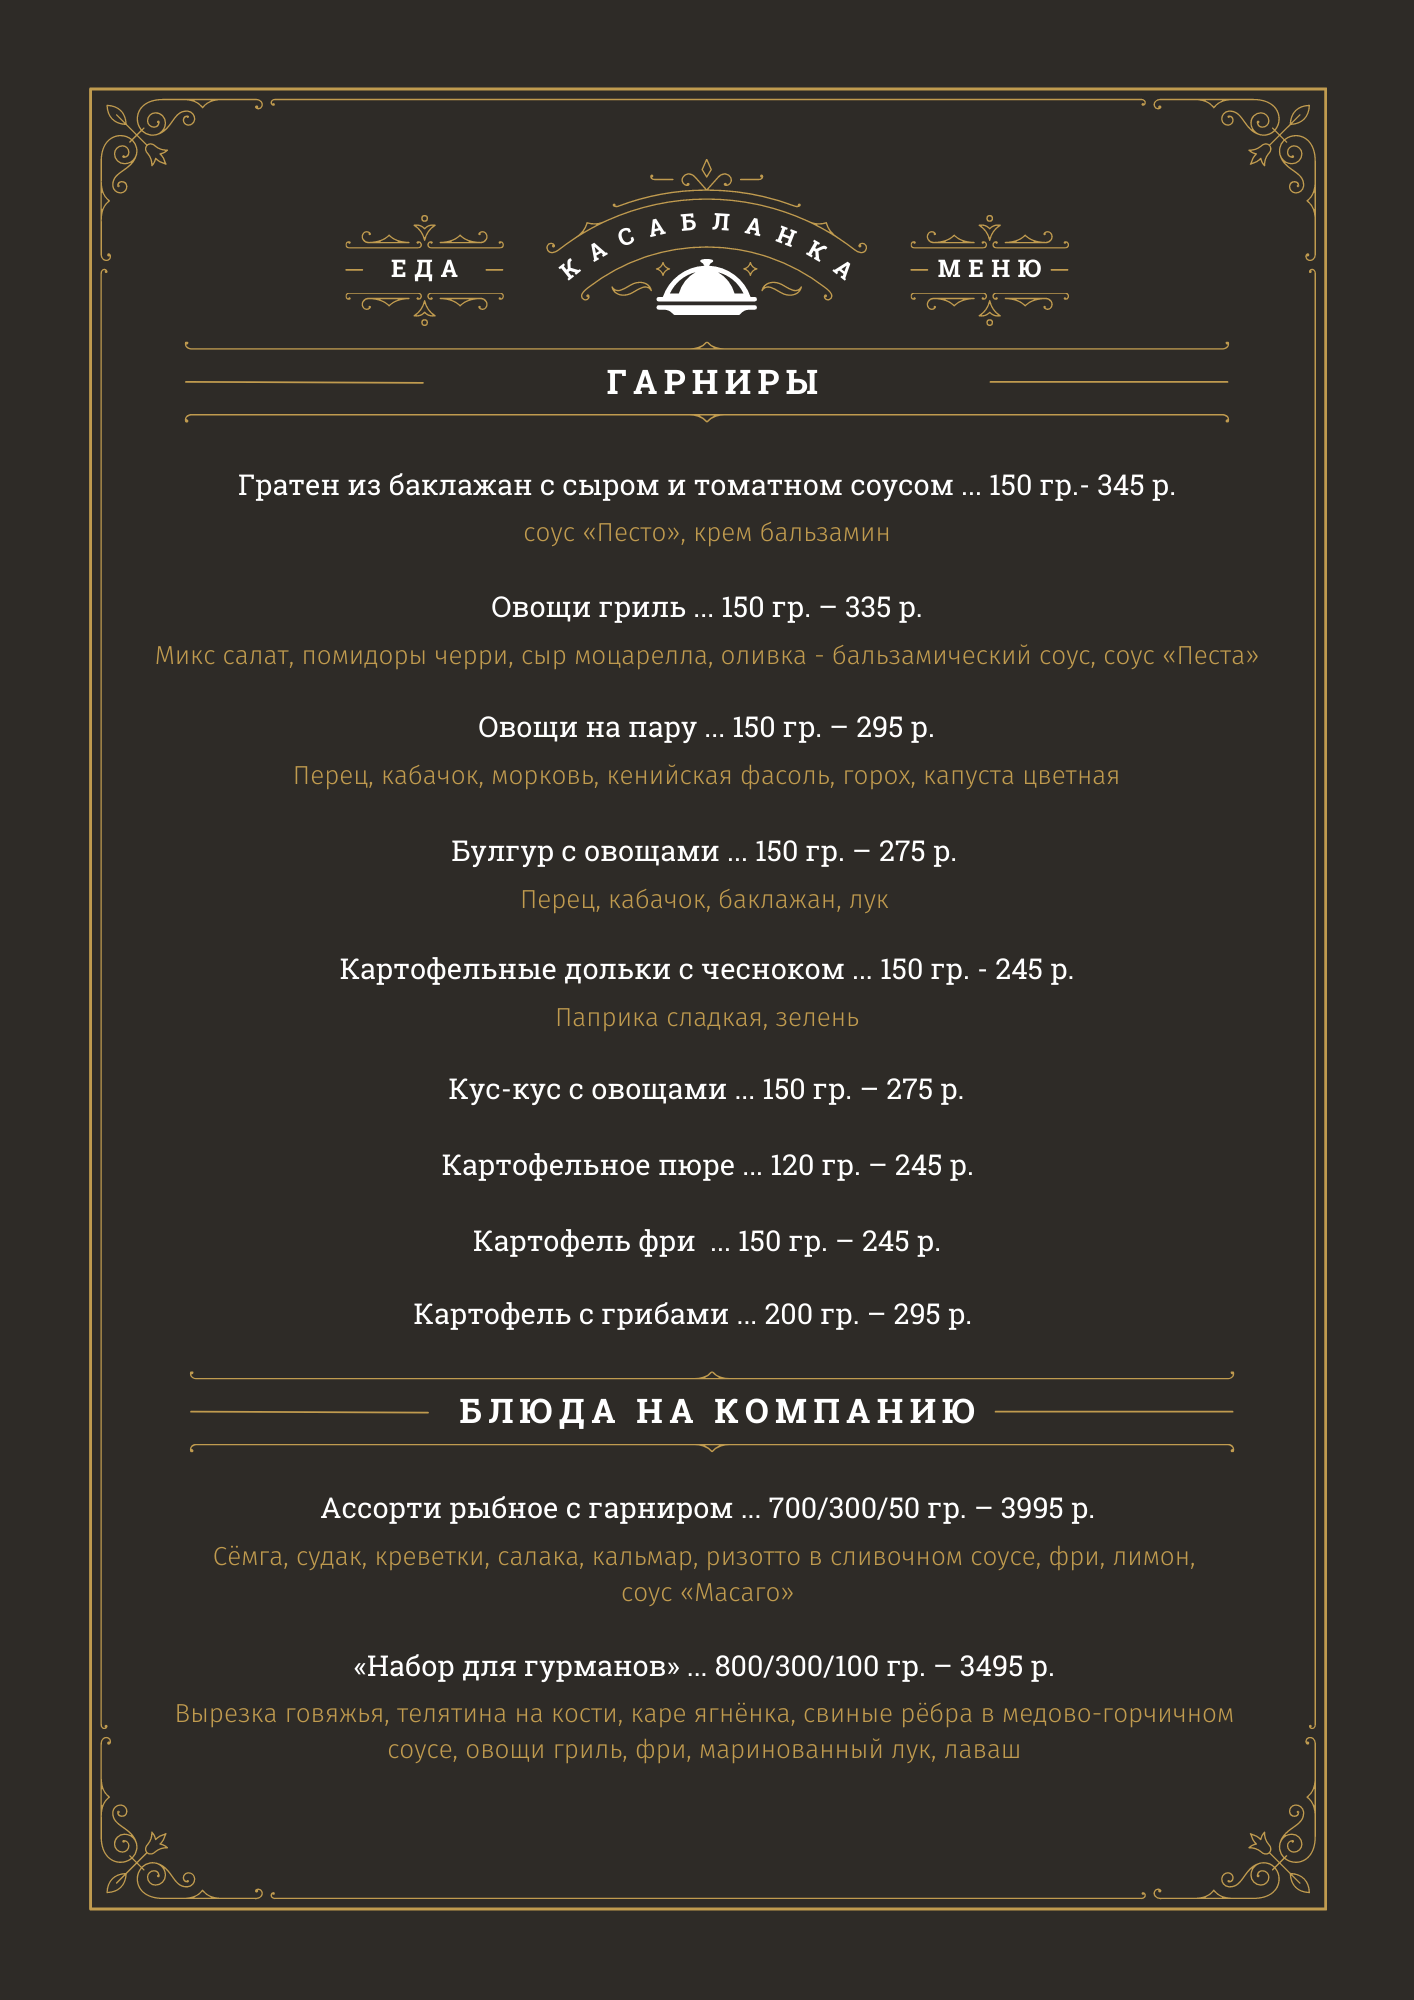 КАСАБЛАНКА
ЕДА
МЕНЮ
ГАРНИРЫ
Гратен из баклажан с сыром и томатном соусом ... 150 гр.- 345 р.
соус «Песто», крем бальзамин
Овощи гриль ... 150 гр. – 335 р.
Микс салат, помидоры черри, сыр моцарелла, оливка - бальзамический соус, соус «Песта»
Овощи на пару ... 150 гр. – 295 р.
Перец, кабачок, морковь, кенийская фасоль, горох, капуста цветная
Булгур с овощами ... 150 гр. – 275 р.
Перец, кабачок, баклажан, лук
Картофельные дольки с чесноком ... 150 гр. - 245 р.
Паприка сладкая, зелень
Кус-кус с овощами ... 150 гр. – 275 р.
Картофельное пюре ... 120 гр. – 245 р.
Картофель фри ... 150 гр. – 245 р.
Картофель с грибами ... 200 гр. – 295 р.
БЛЮДА НА КОМПАНИЮ
Ассорти рыбное с гарниром ... 700/300/50 гр. – 3995 р.
Сёмга, судак, креветки, салака, кальмар, ризотто в сливочном соусе, фри, лимон,
соус «Масаго»
«Набор для гурманов» ... 800/300/100 гр. – 3495 р.
Вырезка говяжья, телятина на кости, каре ягнёнка, свиные рёбра в медово-горчичном
соусе, овощи гриль, фри, маринованный лук, лаваш